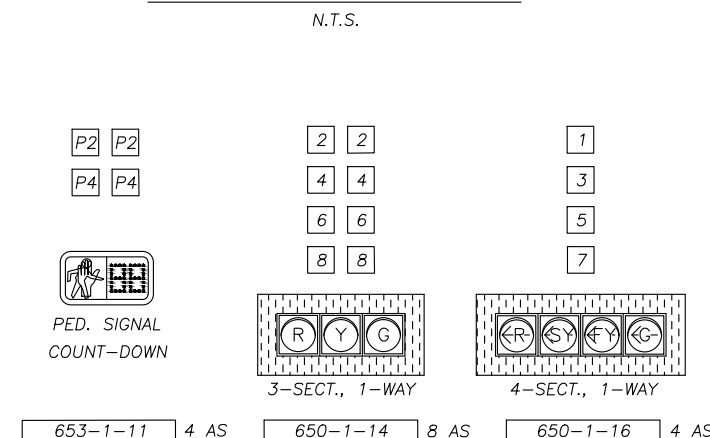 N.T.S.
P2 P2
P4 P4
PED. SIGNAL
COUNT-DOWN
653-1-11 4 AS
2 2
4 4
6 6
8 8
R Y G
3-SECT., 1-WAY
650-1-14 8 AS
1
3
5
7
←R- ←SY ←FY ←G-
4-SECT., 1-WAY
650-1-16 4 AS